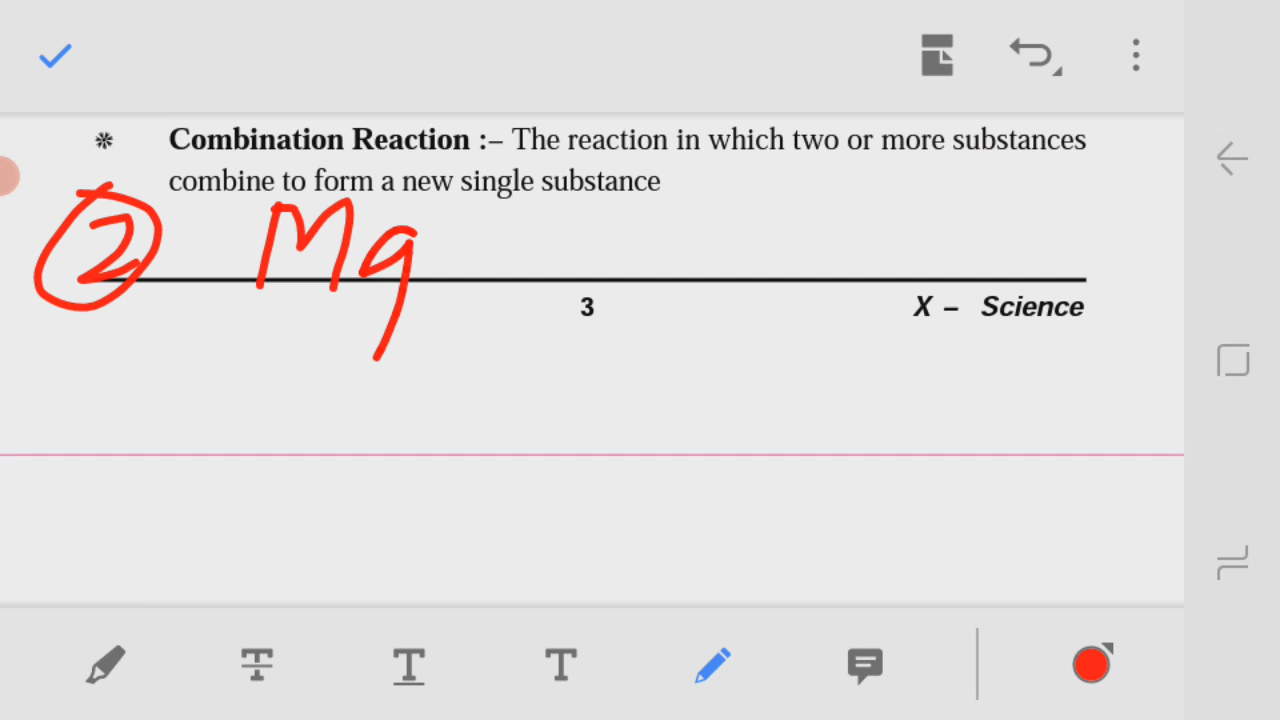 * Combination Reaction :– The reaction in which two or more substances
combine to form a new single substance
2 Mg
3 X – Science